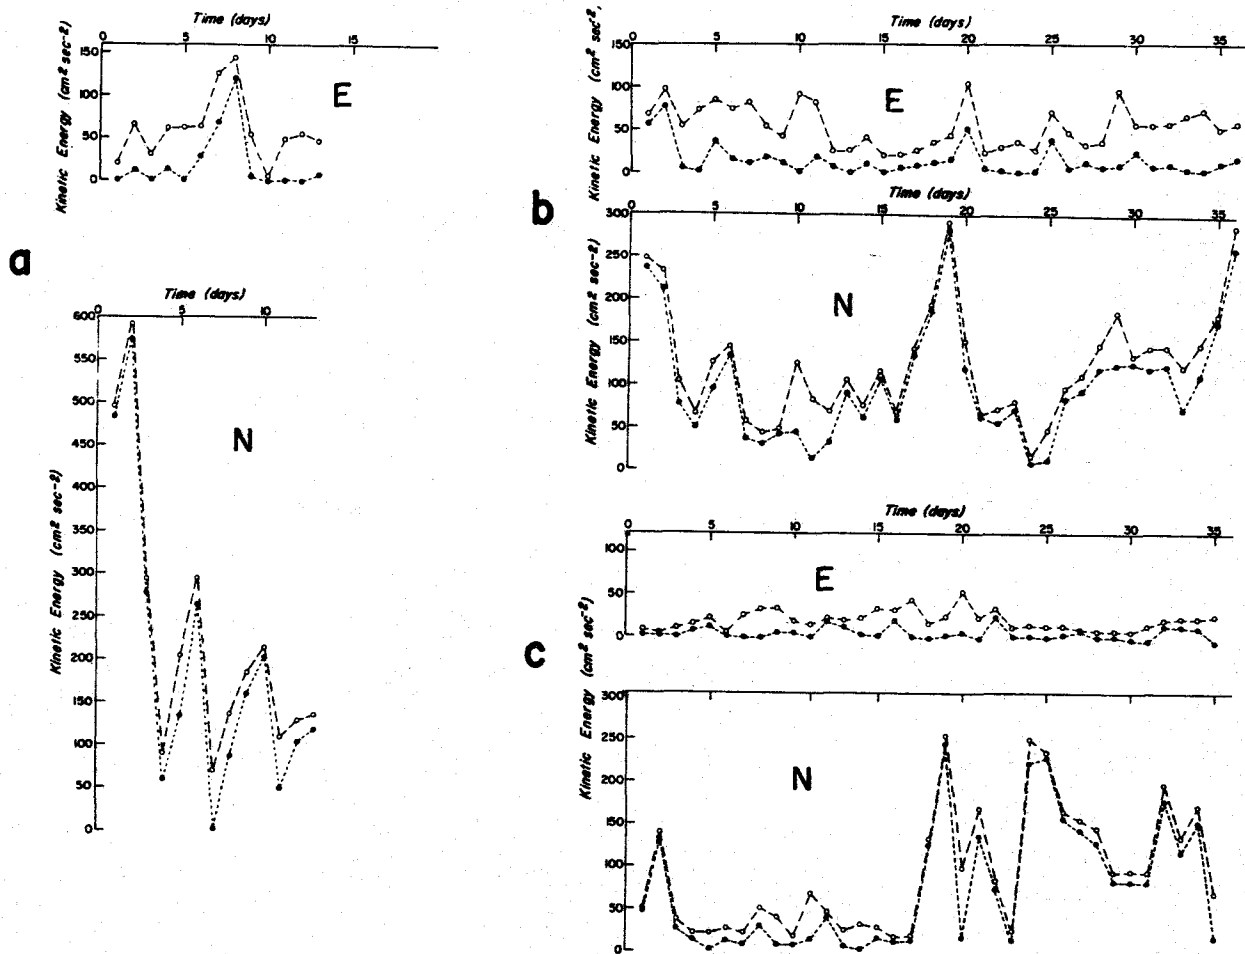 a
Time (days)
0 5 10 15
Kinetic Energy (cm² sec-2)
150
100
50
0
E
Time (days)
0 5 10
Kinetic Energy (cm² sec-2)
600
550
500
450
400
350
300
250
200
150
100
50
0
N
b
Time (days)
0 5 10 15 20 25 30 35
Kinetic Energy (cm² sec-2,
150
100
50
0
E
Time (days)
0 5 10 15 20 25 30 35
Kinetic Energy (cm² sec-2)
300
250
200
150
100
50
0
N
c
Time (days)
0 5 10 15 20 25 30 35
100
50
0
E
Kinetic Energy (cm² sec-2)
300
250
200
150
100
50
0
N